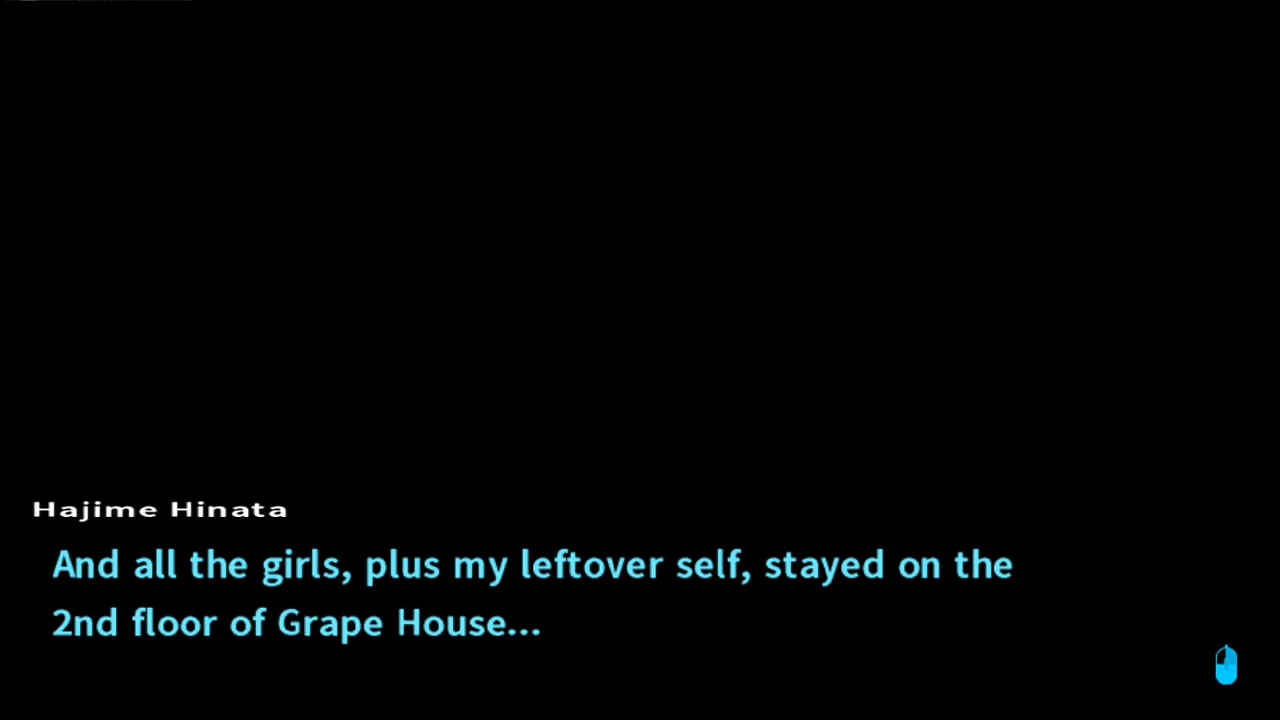 Hajime Hinata
And all the girls, plus my leftover self, stayed on the
2nd floor of Grape House...